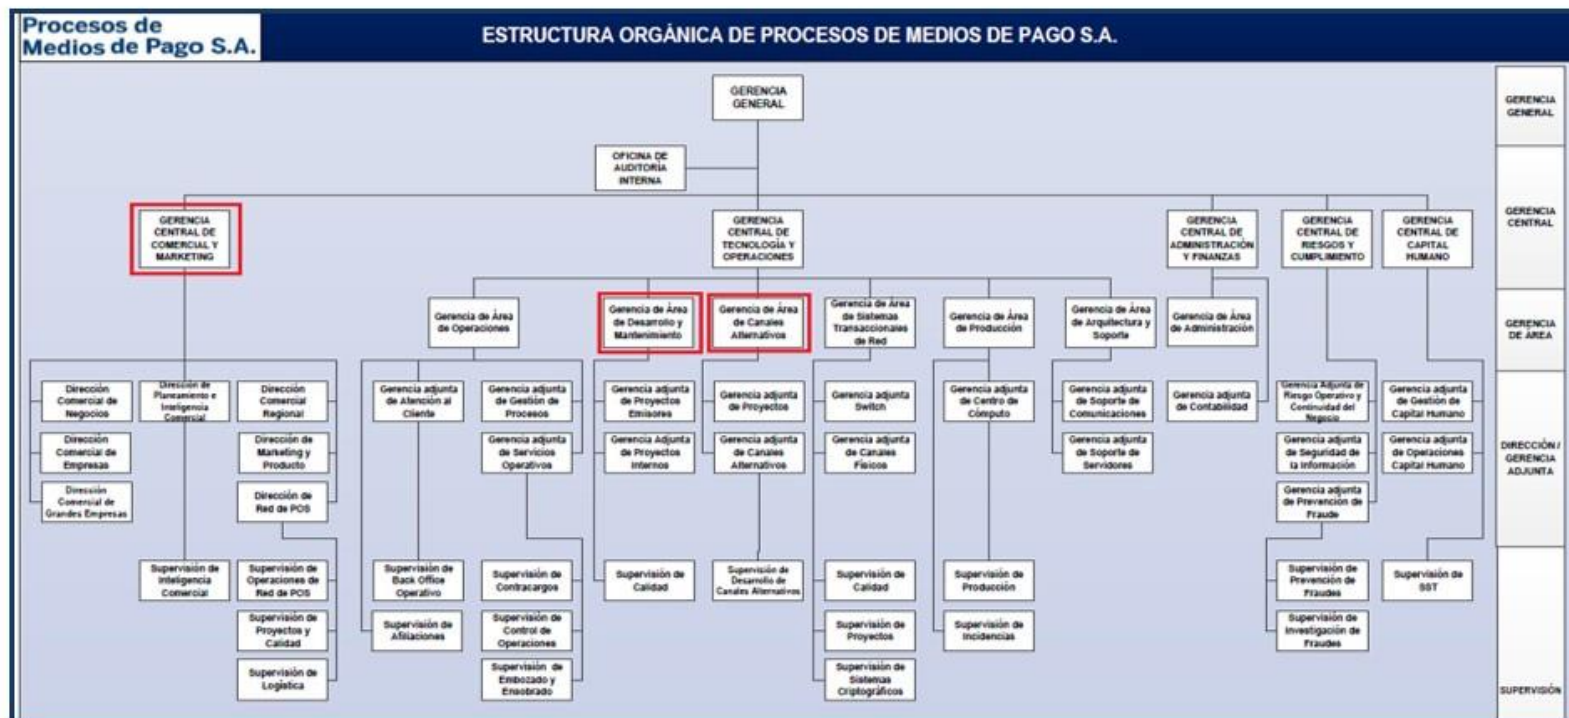 Procesos de
Medios de Pago S.A.
ESTRUCTURA ORGÁNICA DE PROCESOS DE MEDIOS DE PAGO S.A.
GERENCIA
GENERAL
GERENCIA
GENERAL
OFICINA DE
AUDITORÍA
INTERNA
GERENCIA
CENTRAL DE
COMERCIAL Y
MARKETING
GERENCIA
CENTRAL DE
TECNOLOGÍA Y
OPERACIONES
GERENCIA
CENTRAL DE
ADMINISTRACIÓN
Y FINANZAS
GERENCIA
CENTRAL DE
RIESGOS Y
CUMPLIMIENTO
GERENCIA
CENTRAL DE
CAPITAL
HUMANO
GERENCIA
CENTRAL
Gerencia de Área
de Operaciones
Gerencia de Área
de Desarrollo y
Mantenimiento
Gerencia de Área
de Canales
Alternativos
Gerencia de Área
de Sistemas
Transaccionales
de Red
Gerencia de Área
de Producción
Gerencia de Área
de Arquitectura y
Soporte
Gerencia de Área
de Administración
GERENCIA
DE ÁREA
Dirección
Comercial de
Negocios
Dirección de
Planeamiento e
Inteligencia
Comercial
Dirección
Comercial
Regional
Gerencia adjunta
de Atención al
Cliente
Gerencia adjunta
de Gestión de
Procesos
Gerencia adjunta
de Proyectos
Emisores
Gerencia adjunta
de Proyectos
Gerencia adjunta
Switch
Gerencia adjunta
de Centro de
Cómputo
Gerencia adjunta
de Soporte de
Comunicaciones
Gerencia adjunta
de Contabilidad
Gerencia Adjunta de
Riesgo Operativo y
Continuidad del
Negocio
Gerencia adjunta
de Gestión de
Capital Humano
Dirección
Comercial de
Empresas
Dirección de
Marketing y
Producto
Gerencia adjunta
de Servicios
Operativos
Gerencia Adjunta
de Proyectos
Internos
Gerencia adjunta
de Canales
Alternativos
Gerencia adjunta
de Canales
Físicos
Gerencia adjunta
de Soporte de
Servidores
Gerencia adjunta
de Seguridad de
la Información
Gerencia adjunta
de Operaciones
Capital Humano
DIRECCIÓN /
GERENCIA
ADJUNTA
Dirección
Comercial de
Grandes Empresas
Dirección de
Red de POS
Gerencia adjunta
de Prevención de
Fraude
Supervisión de
Inteligencia
Comercial
Supervisión de
Operaciones de
Red de POS
Supervisión de
Back Office
Operativo
Supervisión de
Contracargos
Supervisión de
Calidad
Supervisión de
Desarrollo de
Canales Alternativos
Supervisión de
Calidad
Supervisión de
Producción
Supervisión de
Prevención de
Fraudes
Supervisión de
SST
Supervisión de
Proyectos y
Calidad
Supervisión de
Afiliaciones
Supervisión de
Control de
Operaciones
Supervisión de
Proyectos
Supervisión de
Incidencias
Supervisión de
Investigación de
Fraudes
Supervisión de
Logística
Supervisión de
Embozado y
Ensobrado
Supervisión de
Sistemas
Criptográficos
SUPERVISIÓN